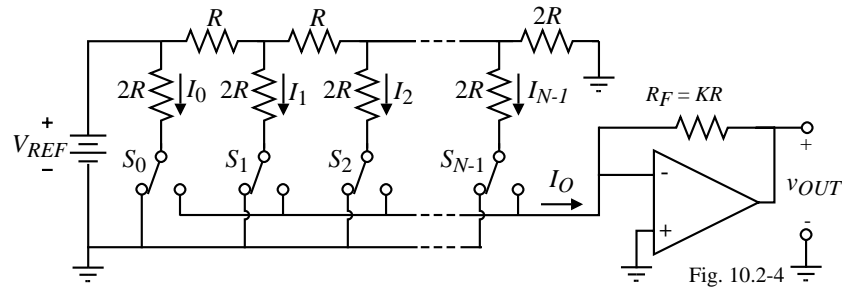 R R 2R
2R I0 2R I1 2R I2 2R IN-1
RF = KR
+
VREF
−
S0 S1 S2 SN-1
IO
-
+
+
vOUT
-
Fig. 10.2-4